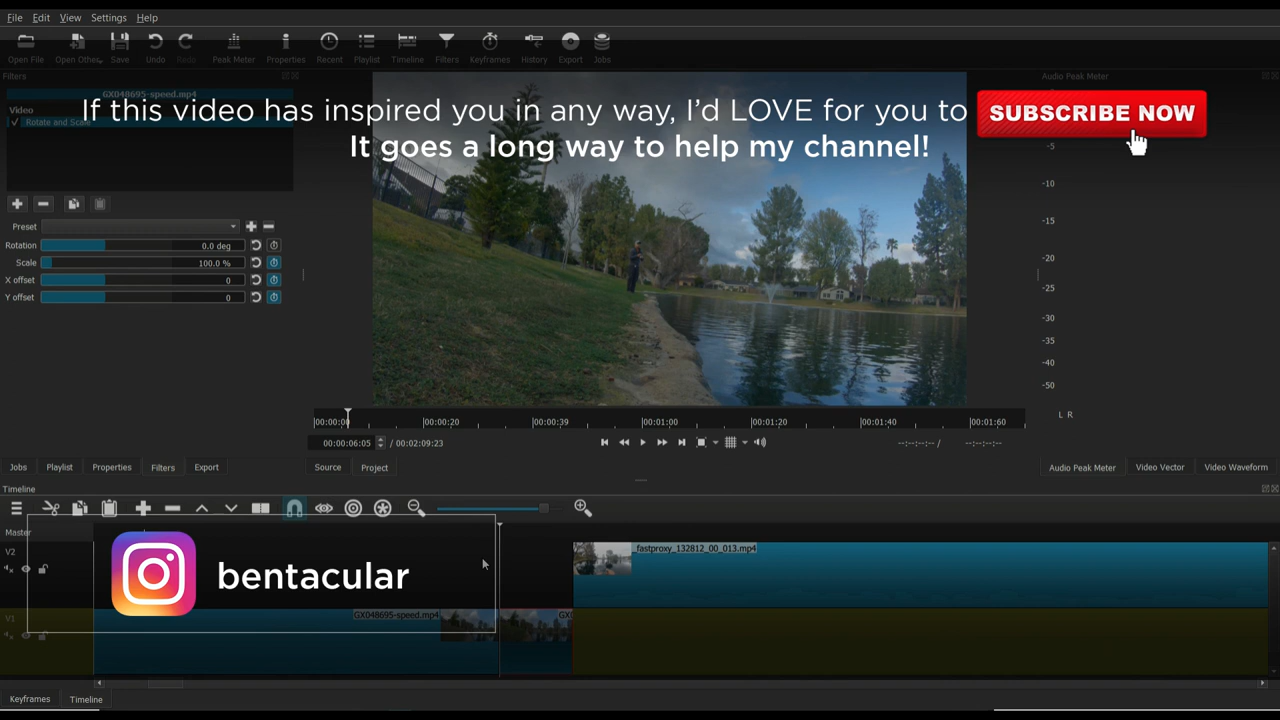 File Edit View Settings Help
Open File Open Other.. Save Undo Redo Peak Meter Properties Recent Playlist Timeline Filters Keyframes History Export Jobs
Filters
Audio Peak Meter
GX048695-speed.mp4
Video
Rotate and Scale
If this video has inspired you in any way, I'd LOVE for you to SUBSCRIBE NOW
It goes a long way to help my channel!
-5
-10
-15
-20
-25
-30
-35
-40
-50
L R
Preset
Rotation 0.0 deg
Scale 100.0 %
X offset 0
Y offset 0
00:00:00 00:00:20 00:00:39 00:01:00 00:01:20 00:01:40 00:01:60
00:00:06:05 / 00:02:09:23 --:--:--:-- / --:--:--:--
Jobs Playlist Properties Filters Export Source Project Audio Peak Meter Video Vector Video Waveform
Timeline
Master
V2
fastproxy_132812_00_013.mp4
bentacular
V1
GX048695-speed.mp4 GX
Keyframes Timeline